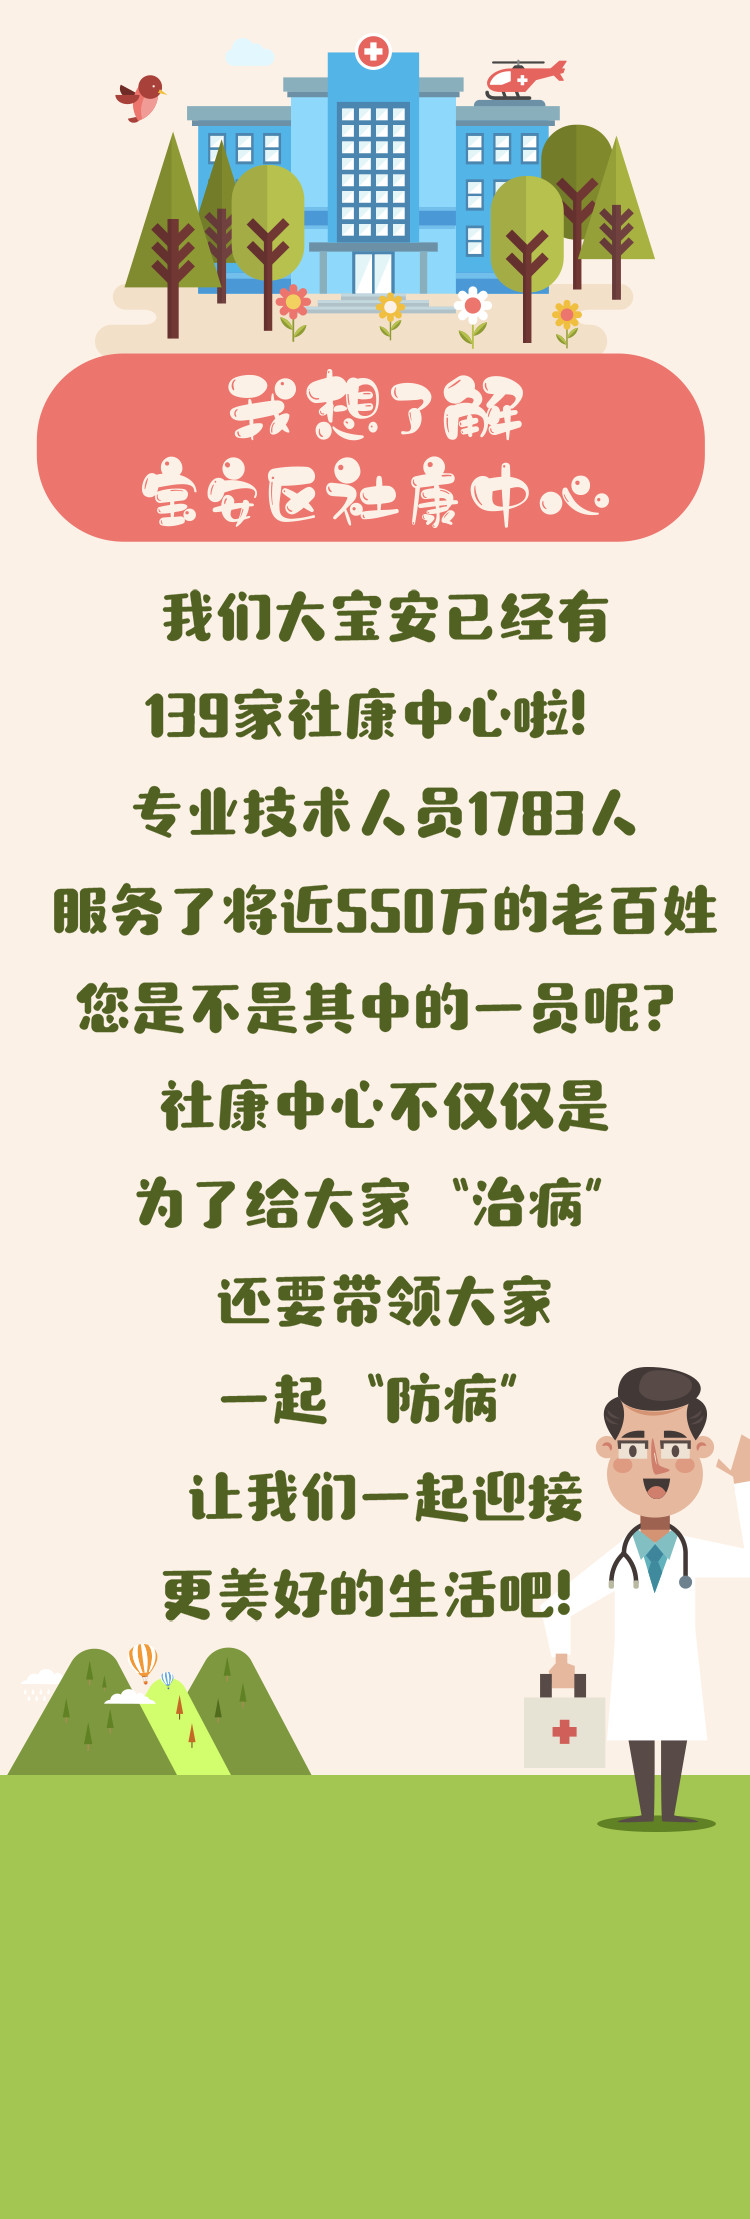 我想了解
宝安区社康中心
我们大宝安已经有
139家社康中心啦!
专业技术人员1783人
服务了将近550万的老百姓
您是不是其中的一员呢?
社康中心不仅仅是
为了给大家“治病”
还要带领大家
一起“防病”
让我们一起迎接
更美好的生活吧!